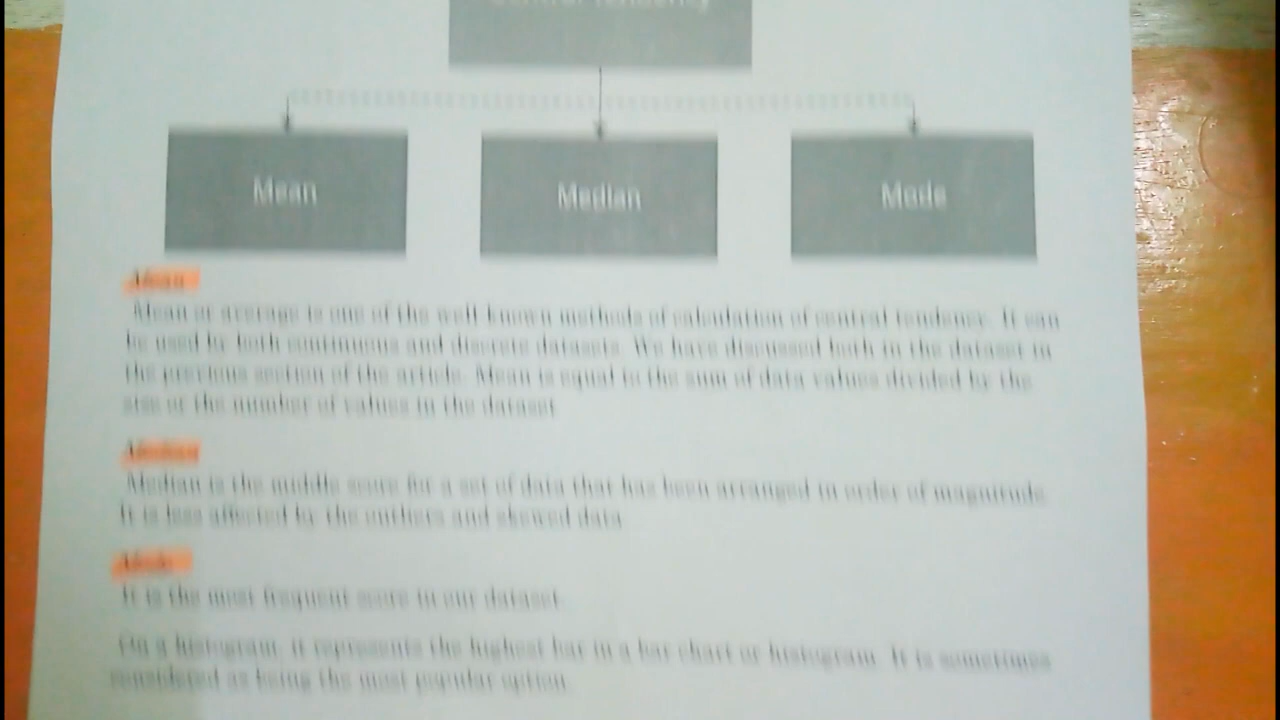 Central Tendency
Mean
Median
Mode
Mean
Mean or average is one of the well known methods of calculation of central tendency. It can
be used by both continuous and discrete datasets. We have discussed both in the dataset in
the previous section of the article. Mean is equal to the sum of data values divided by the
size or the number of values in the dataset
Median
Median is the middle score for a set of data that has been arranged in order of magnitude.
It is less affected by the outliers and skewed data
Mode
It is the most frequent score in our dataset.
On a histogram, it represents the highest bar in a bar chart or histogram. It is sometimes
considered as being the most popular option.